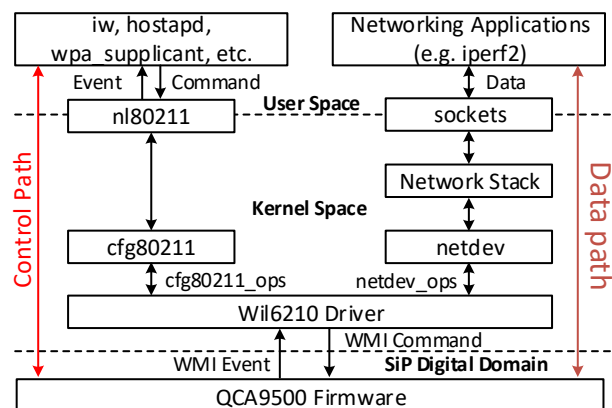 iw, hostapd,
wpa_supplicant, etc.
Networking Applications
(e.g. iperf2)
Event
Command
Data
User Space
nl80211
sockets
Network Stack
Control Path
Data path
Kernel Space
cfg80211
netdev
cfg80211_ops
netdev_ops
Wil6210 Driver
WMI Command
WMI Event
SiP Digital Domain
QCA9500 Firmware